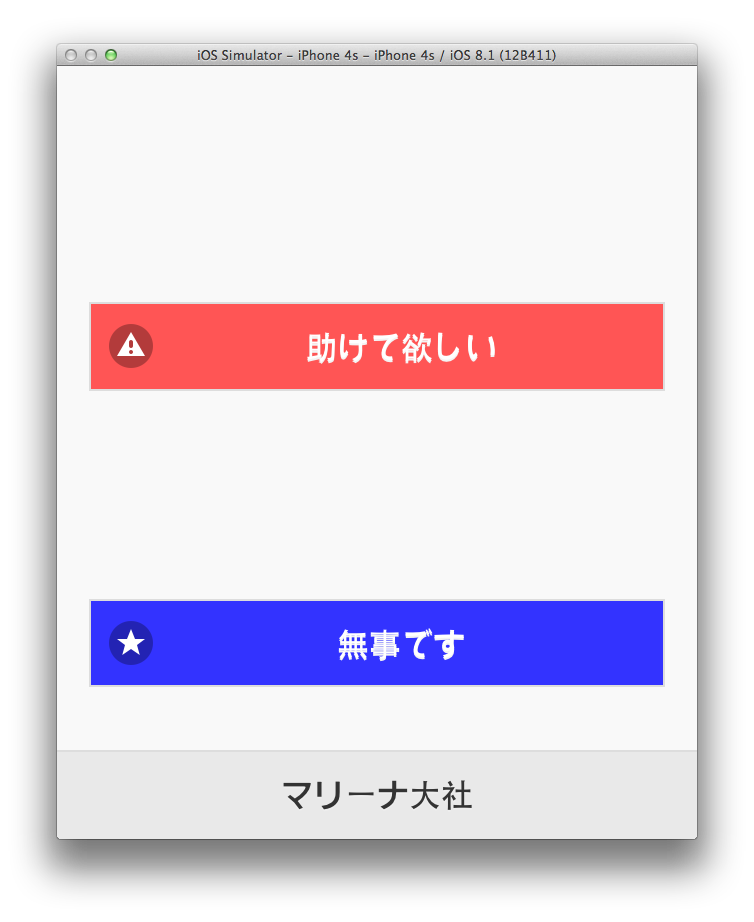 iOS Simulator – iPhone 4s – iPhone 4s / iOS 8.1 (12B411)
助けて欲しい
無事です
マリーナ大社